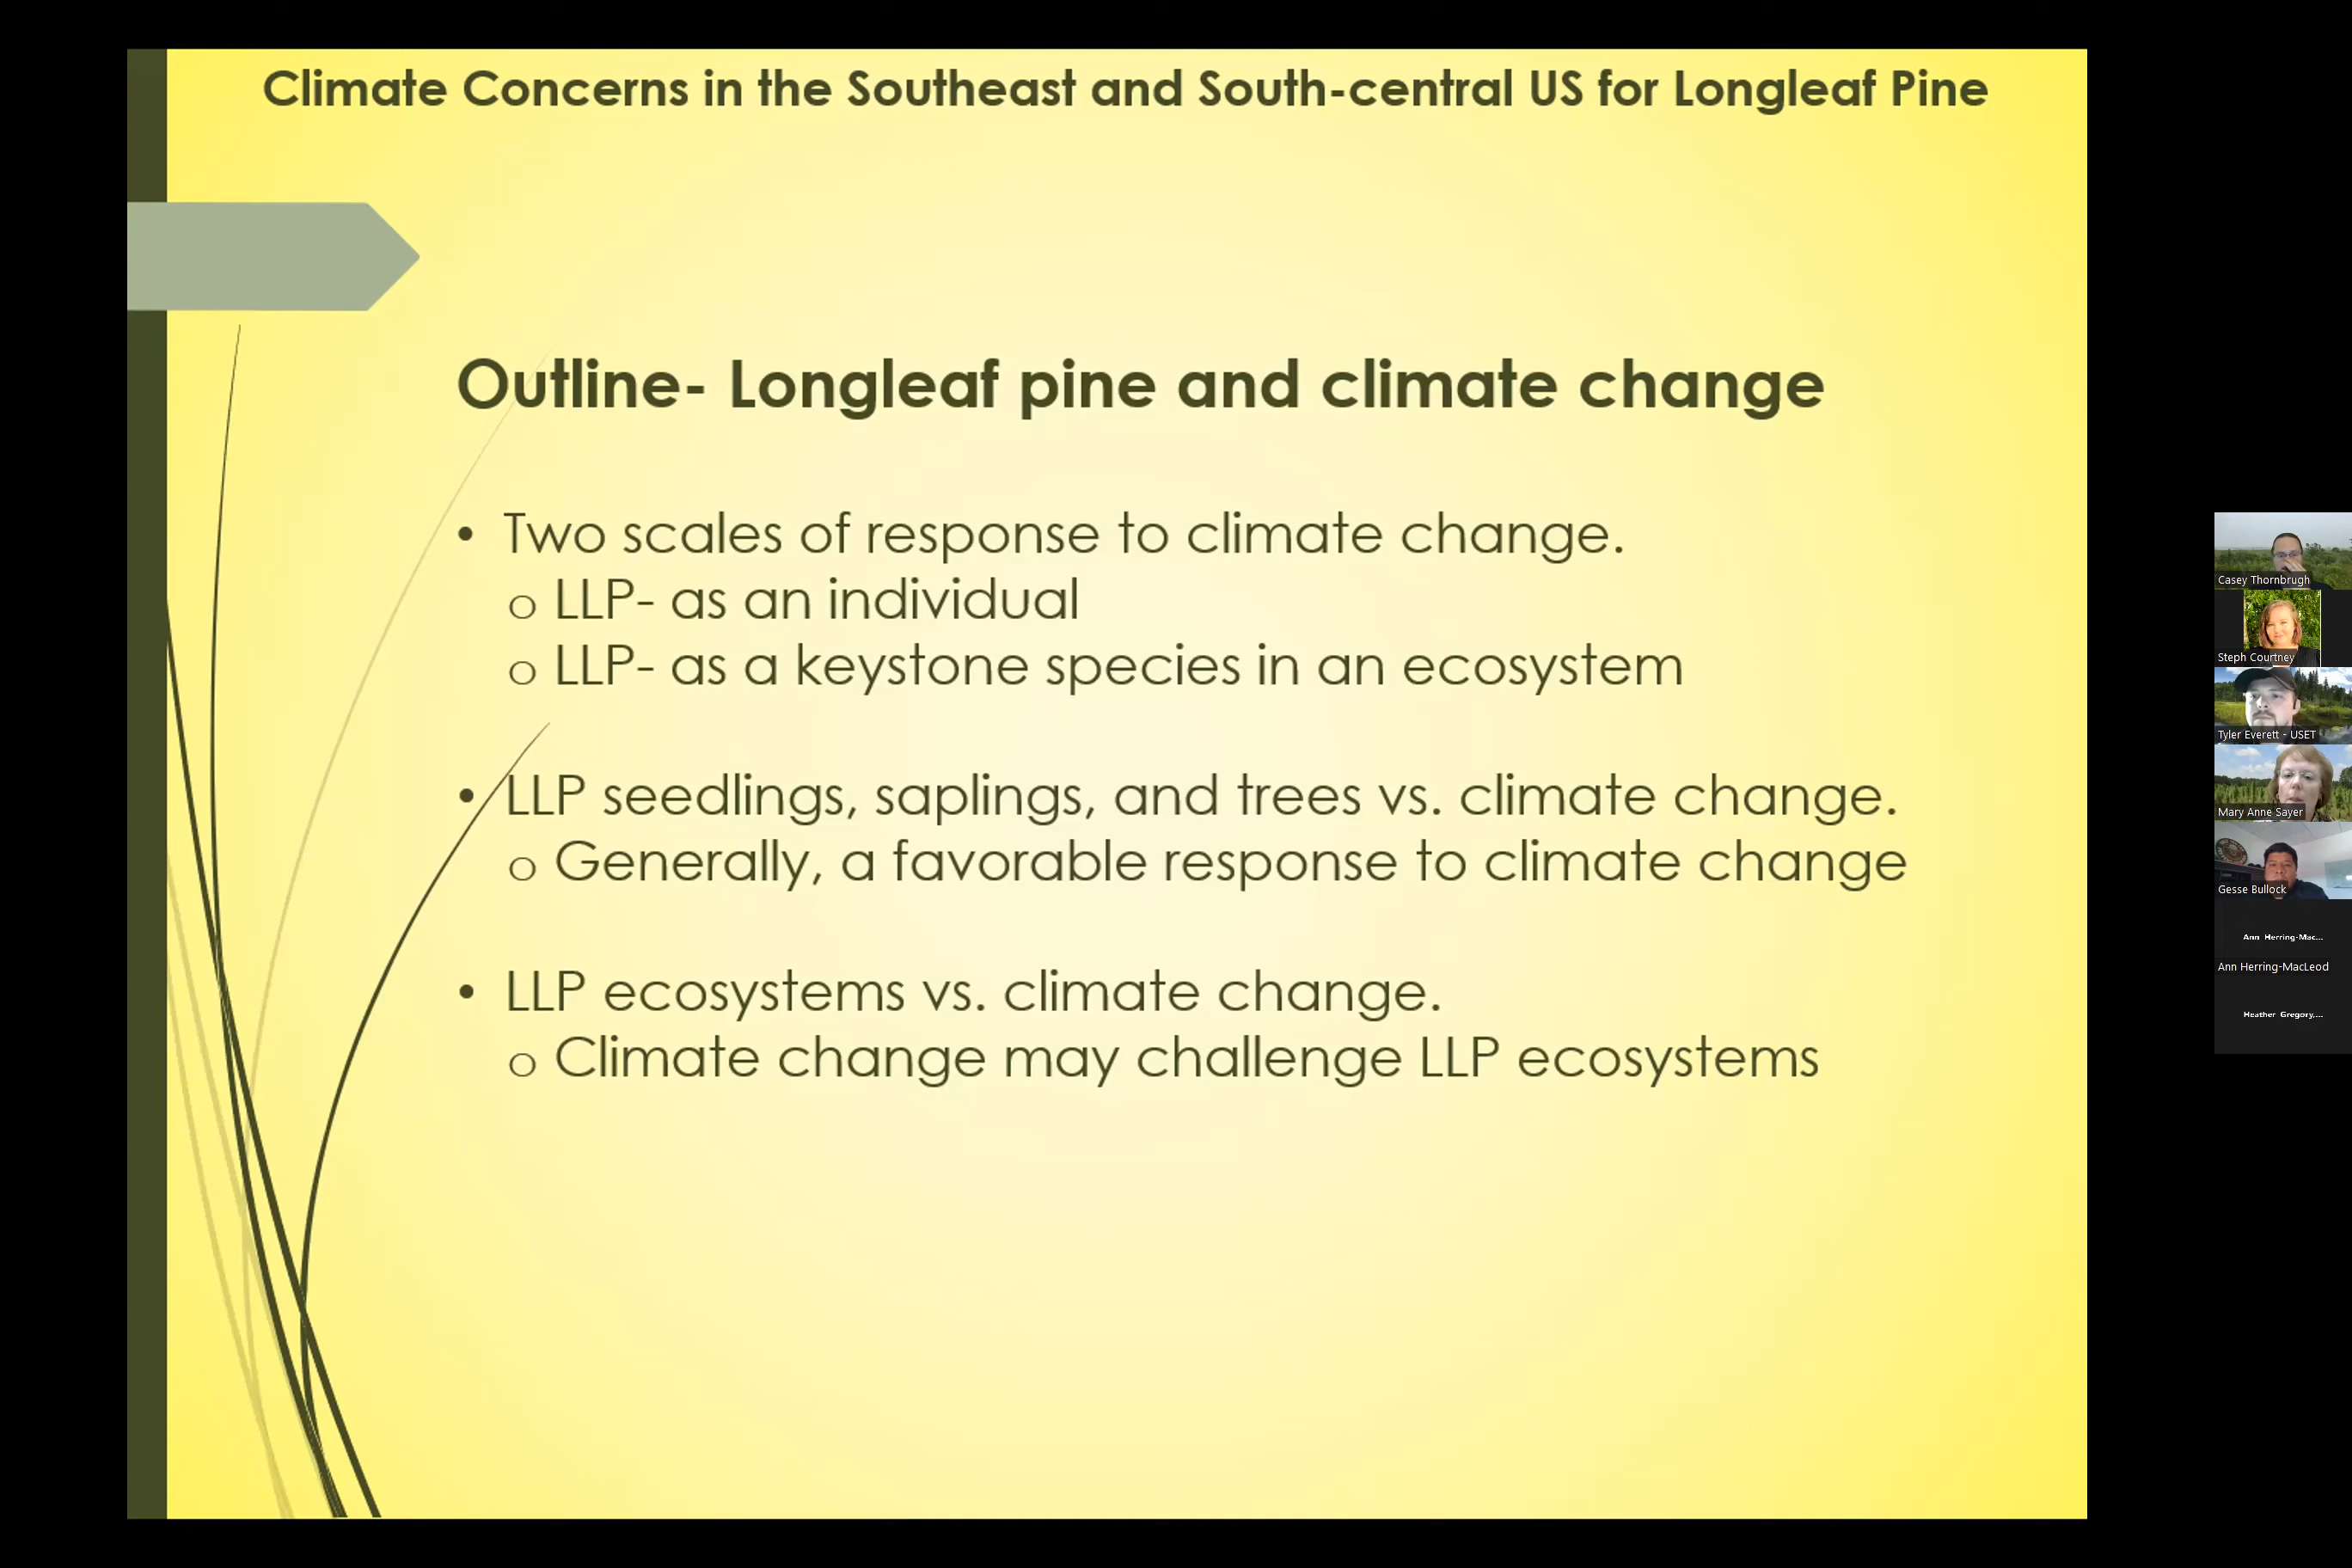 Climate Concerns in the Southeast and South-central US for Longleaf Pine
Outline- Longleaf pine and climate change
• Two scales of response to climate change.
o LLP- as an individual
o LLP- as a keystone species in an ecosystem
• LLP seedlings, saplings, and trees vs. climate change.
o Generally, a favorable response to climate change
• LLP ecosystems vs. climate change.
o Climate change may challenge LLP ecosystems
Casey Thornbrugh
Steph Courtney
Tyler Everett - USET
Mary Anne Sayer
Gesse Bullock
Ann Herring-Mac...
Ann Herring-MacLeod
Heather Gregory,...